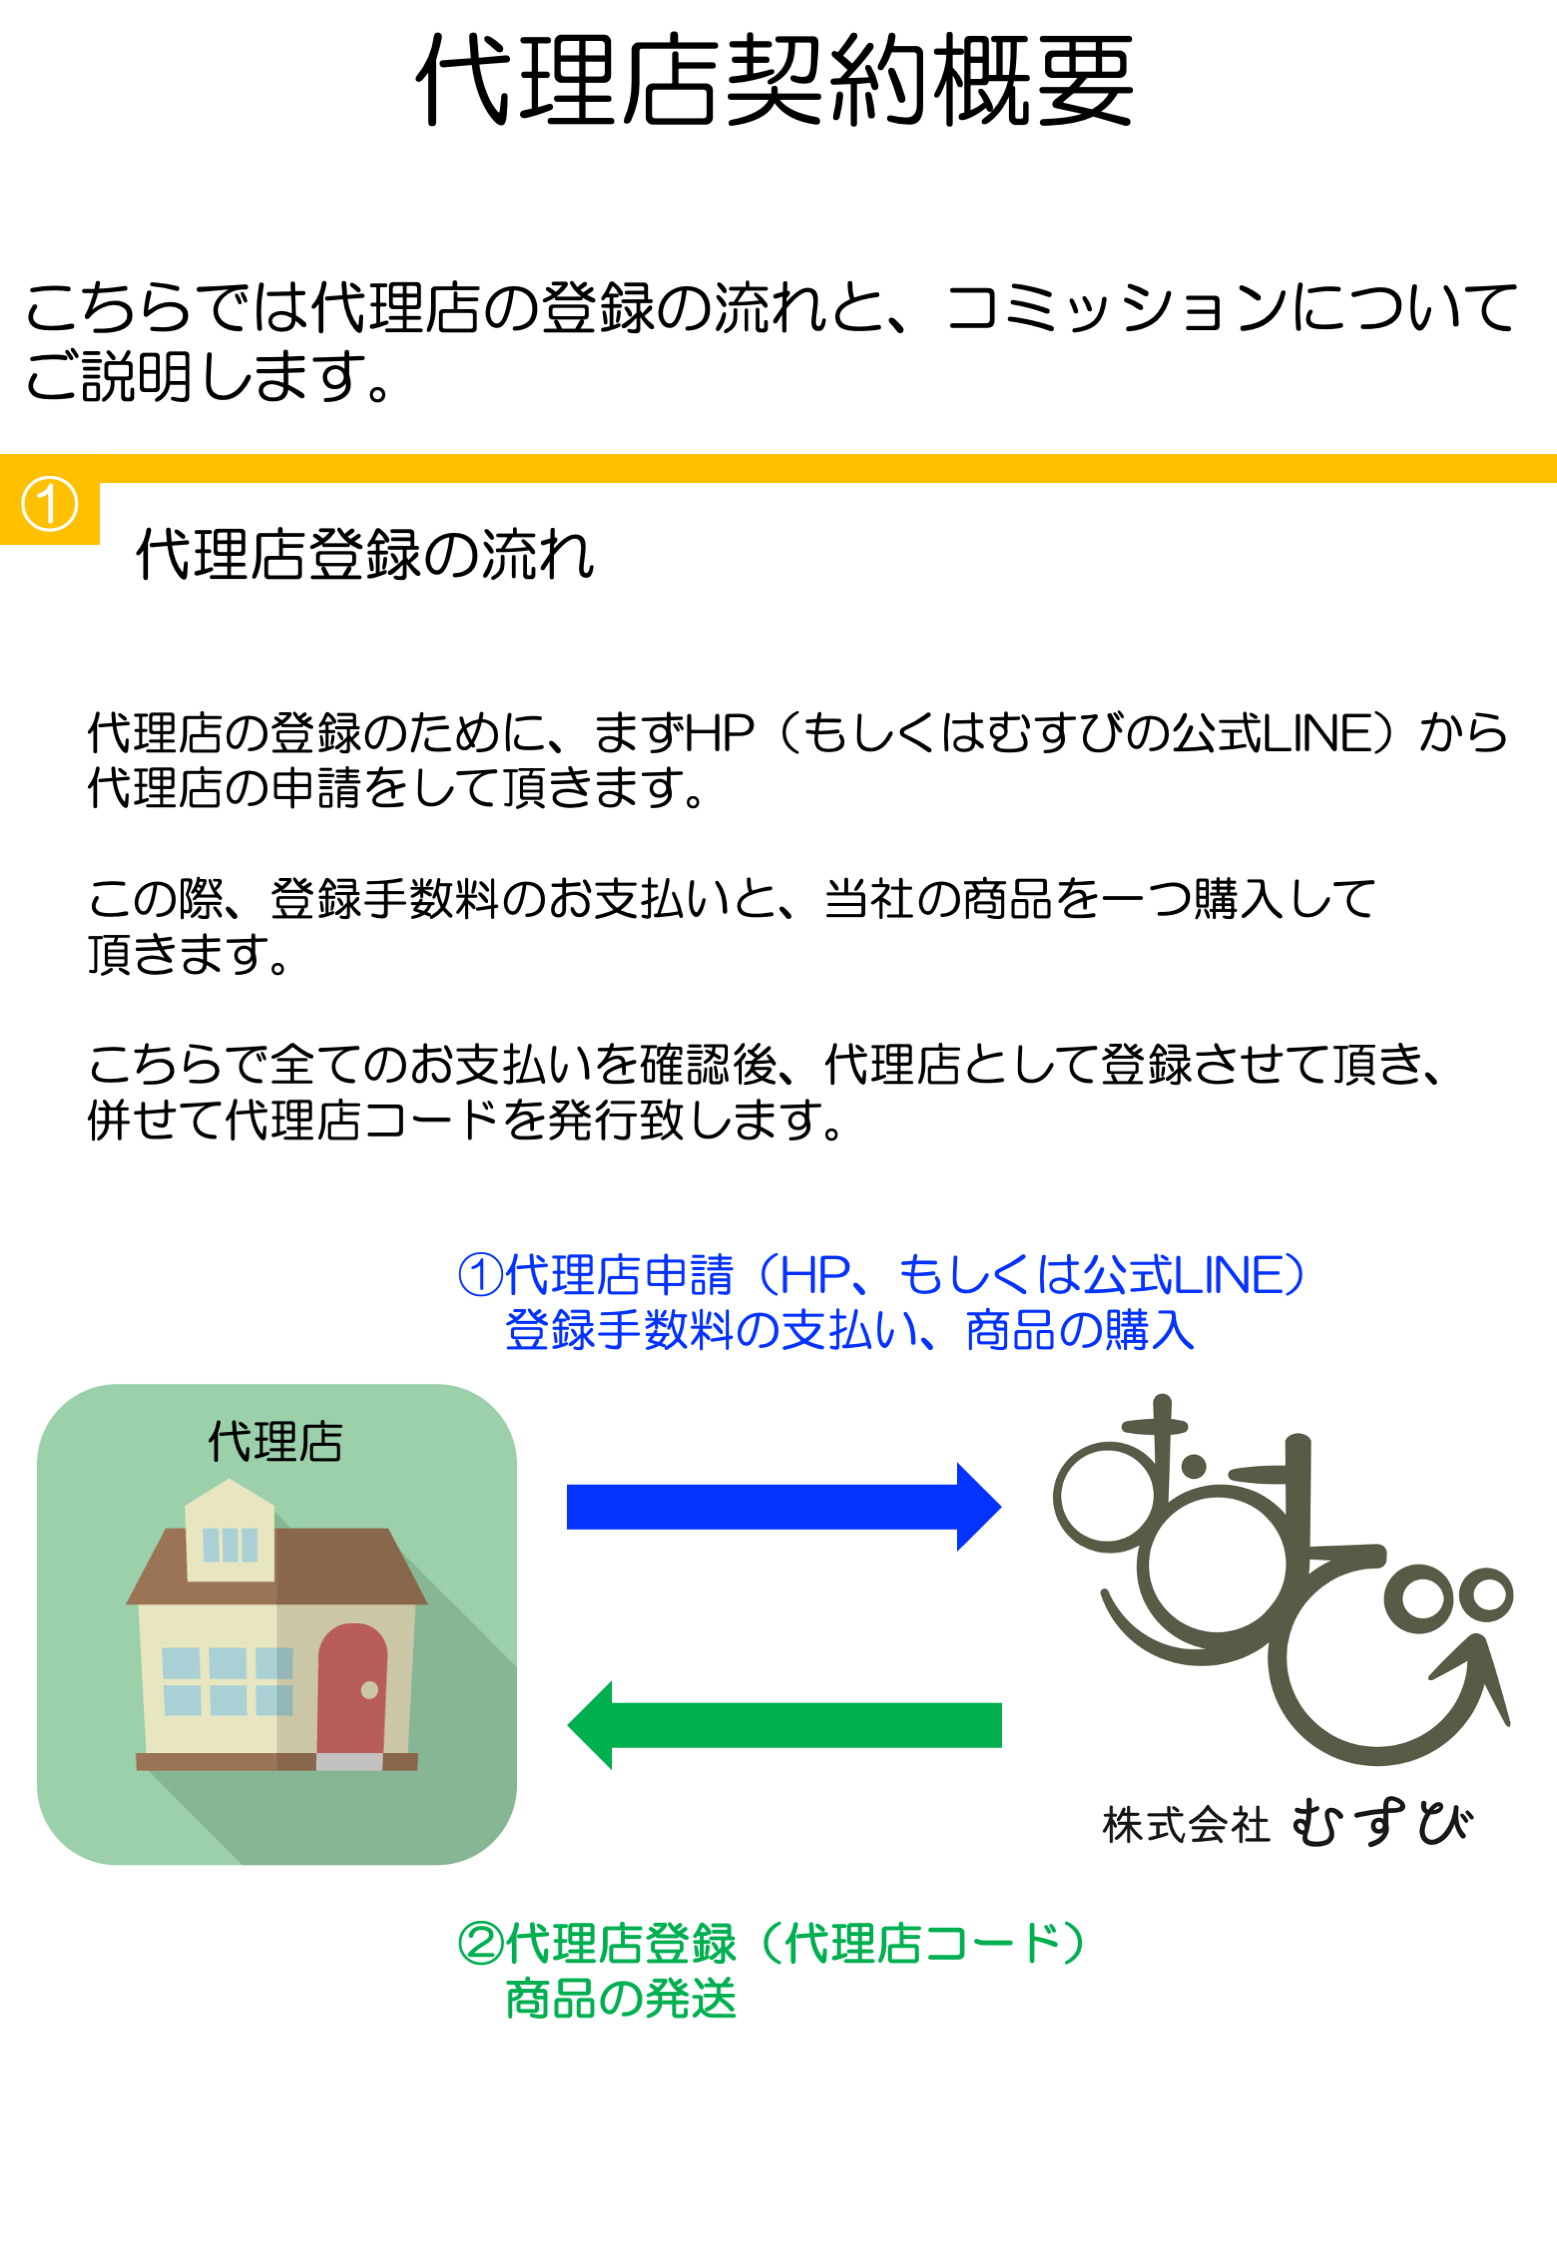 代理店契約概要
こちらでは代理店の登録の流れと、コミッションについて
ご説明します。
①
代理店登録の流れ
代理店の登録のために、まずHP（もしくはむすびの公式LINE）から
代理店の申請をして頂きます。
この際、登録手数料のお支払いと、当社の商品を一つ購入して
頂きます。
こちらで全てのお支払いを確認後、代理店として登録させて頂き、
併せて代理店コードを発行致します。
①代理店申請（HP、もしくは公式LINE）
登録手数料の支払い、商品の購入
代理店
むすび
株式会社 むすび
②代理店登録（代理店コード）
商品の発送